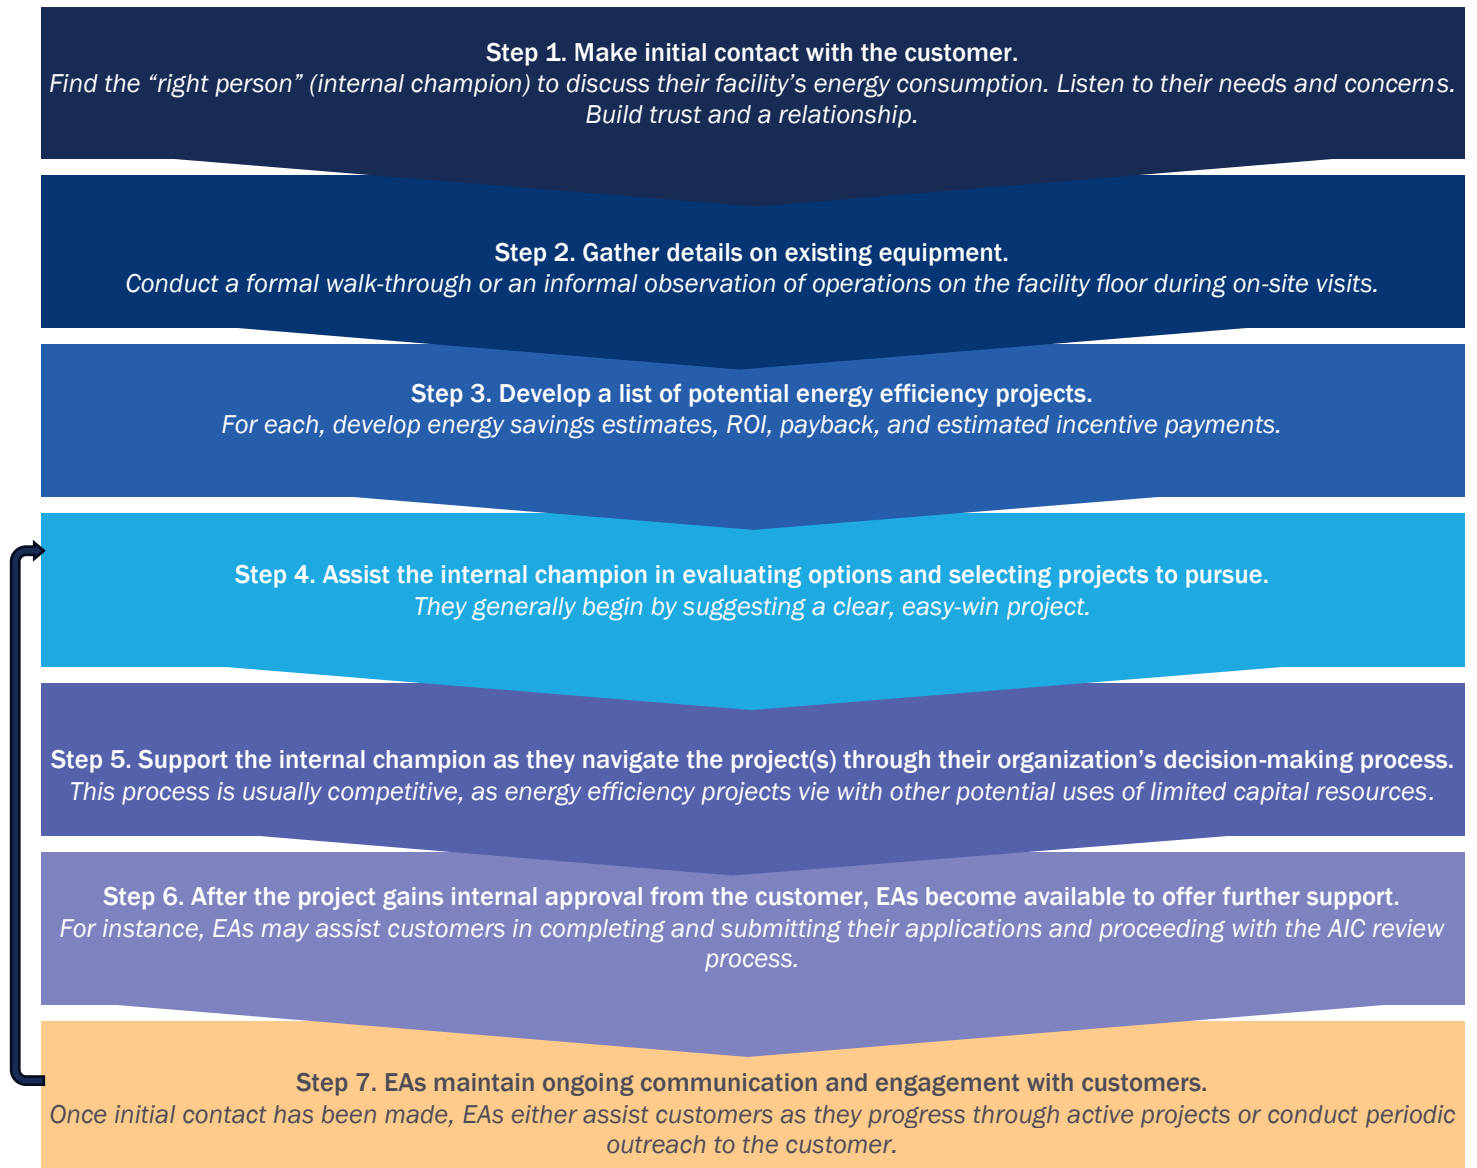 Step 1. Make initial contact with the customer.
Find the “right person” (internal champion) to discuss their facility’s energy consumption. Listen to their needs and concerns.
Build trust and a relationship.
Step 2. Gather details on existing equipment.
Conduct a formal walk-through or an informal observation of operations on the facility floor during on-site visits.
Step 3. Develop a list of potential energy efficiency projects.
For each, develop energy savings estimates, ROI, payback, and estimated incentive payments.
Step 4. Assist the internal champion in evaluating options and selecting projects to pursue.
They generally begin by suggesting a clear, easy-win project.
Step 5. Support the internal champion as they navigate the project(s) through their organization’s decision-making process.
This process is usually competitive, as energy efficiency projects vie with other potential uses of limited capital resources.
Step 6. After the project gains internal approval from the customer, EAs become available to offer further support.
For instance, EAs may assist customers in completing and submitting their applications and proceeding with the AIC review
process.
Step 7. EAs maintain ongoing communication and engagement with customers.
Once initial contact has been made, EAs either assist customers as they progress through active projects or conduct periodic
outreach to the customer.